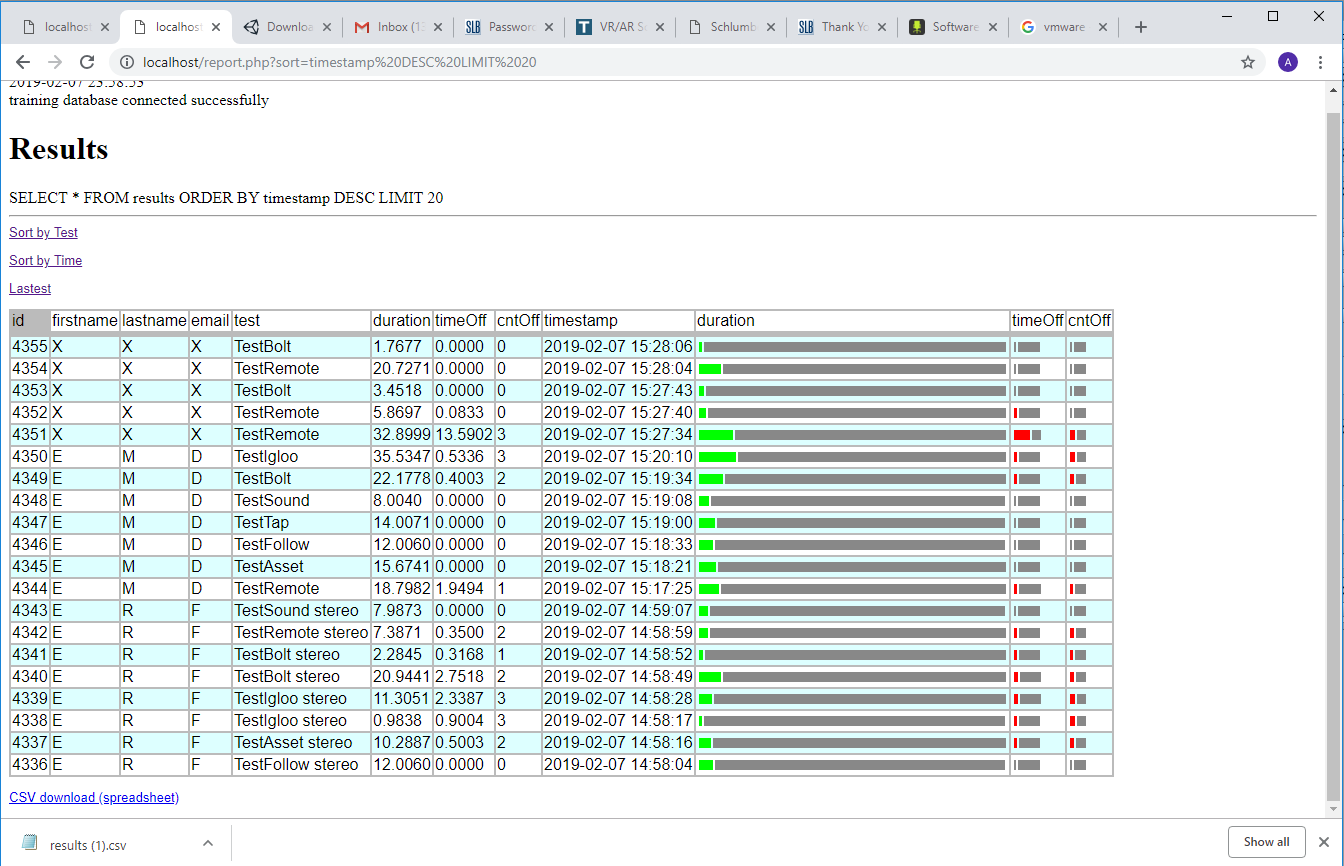 localhost
localhost
Downloa
Inbox (13
SLB Password
T VR/AR Sa
Schlumb
SLB Thank Yo
Software
G vmware
localhost/report.php?sort=timestamp%20DESC%20LIMIT%2020
A
2019-02-07 23:58:53
training database connected successfully
Results
SELECT * FROM results ORDER BY timestamp DESC LIMIT 20
Sort by Test
Sort by Time
Lastest
id firstname lastname email test duration timeOff cntOff timestamp duration timeOff cntOff
4355 X X X TestBolt 1.7677 0.0000 0 2019-02-07 15:28:06
4354 X X X TestRemote 20.7271 0.0000 0 2019-02-07 15:28:04
4353 X X X TestBolt 3.4518 0.0000 0 2019-02-07 15:27:43
4352 X X X TestRemote 5.8697 0.0833 0 2019-02-07 15:27:40
4351 X X X TestRemote 32.8999 13.5902 3 2019-02-07 15:27:34
4350 E M D TestIgloo 35.5347 0.5336 3 2019-02-07 15:20:10
4349 E M D TestBolt 22.1778 0.4003 2 2019-02-07 15:19:34
4348 E M D TestSound 8.0040 0.0000 0 2019-02-07 15:19:08
4347 E M D TestTap 14.0071 0.0000 0 2019-02-07 15:19:00
4346 E M D TestFollow 12.0060 0.0000 0 2019-02-07 15:18:33
4345 E M D TestAsset 15.6741 0.0000 0 2019-02-07 15:18:21
4344 E M D TestRemote 18.7982 1.9494 1 2019-02-07 15:17:25
4343 E R F TestSound stereo 7.9873 0.0000 0 2019-02-07 14:59:07
4342 E R F TestRemote stereo 7.3871 0.3500 2 2019-02-07 14:58:59
4341 E R F TestBolt stereo 2.2845 0.3168 1 2019-02-07 14:58:52
4340 E R F TestBolt stereo 20.9441 2.7518 2 2019-02-07 14:58:49
4339 E R F TestIgloo stereo 11.3051 2.3387 3 2019-02-07 14:58:28
4338 E R F TestIgloo stereo 0.9838 0.9004 3 2019-02-07 14:58:17
4337 E R F TestAsset stereo 10.2887 0.5003 2 2019-02-07 14:58:16
4336 E R F TestFollow stereo 12.0060 0.0000 0 2019-02-07 14:58:04
CSV download (spreadsheet)
results (1).csv
Show all